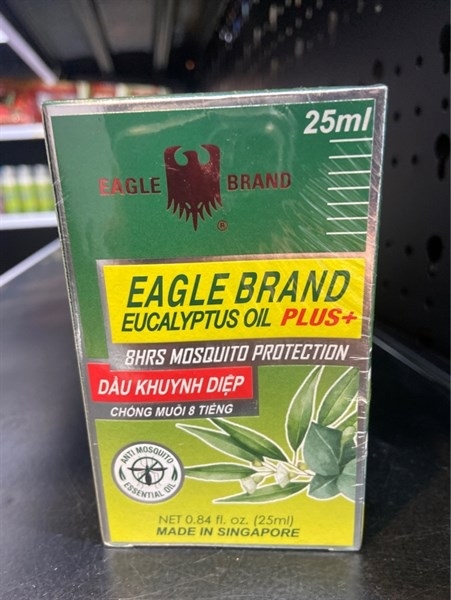 25ml
EAGLE BRAND
®
EAGLE BRAND
EUCALYPTUS OIL PLUS+
8HRS MOSQUITO PROTECTION
DẦU KHUYNH DIỆP
CHỐNG MUỖI 8 TIẾNG
ANTI MOSQUITO
ESSENTIAL OIL
NET 0.84 fl. oz. (25ml)
MADE IN SINGAPORE